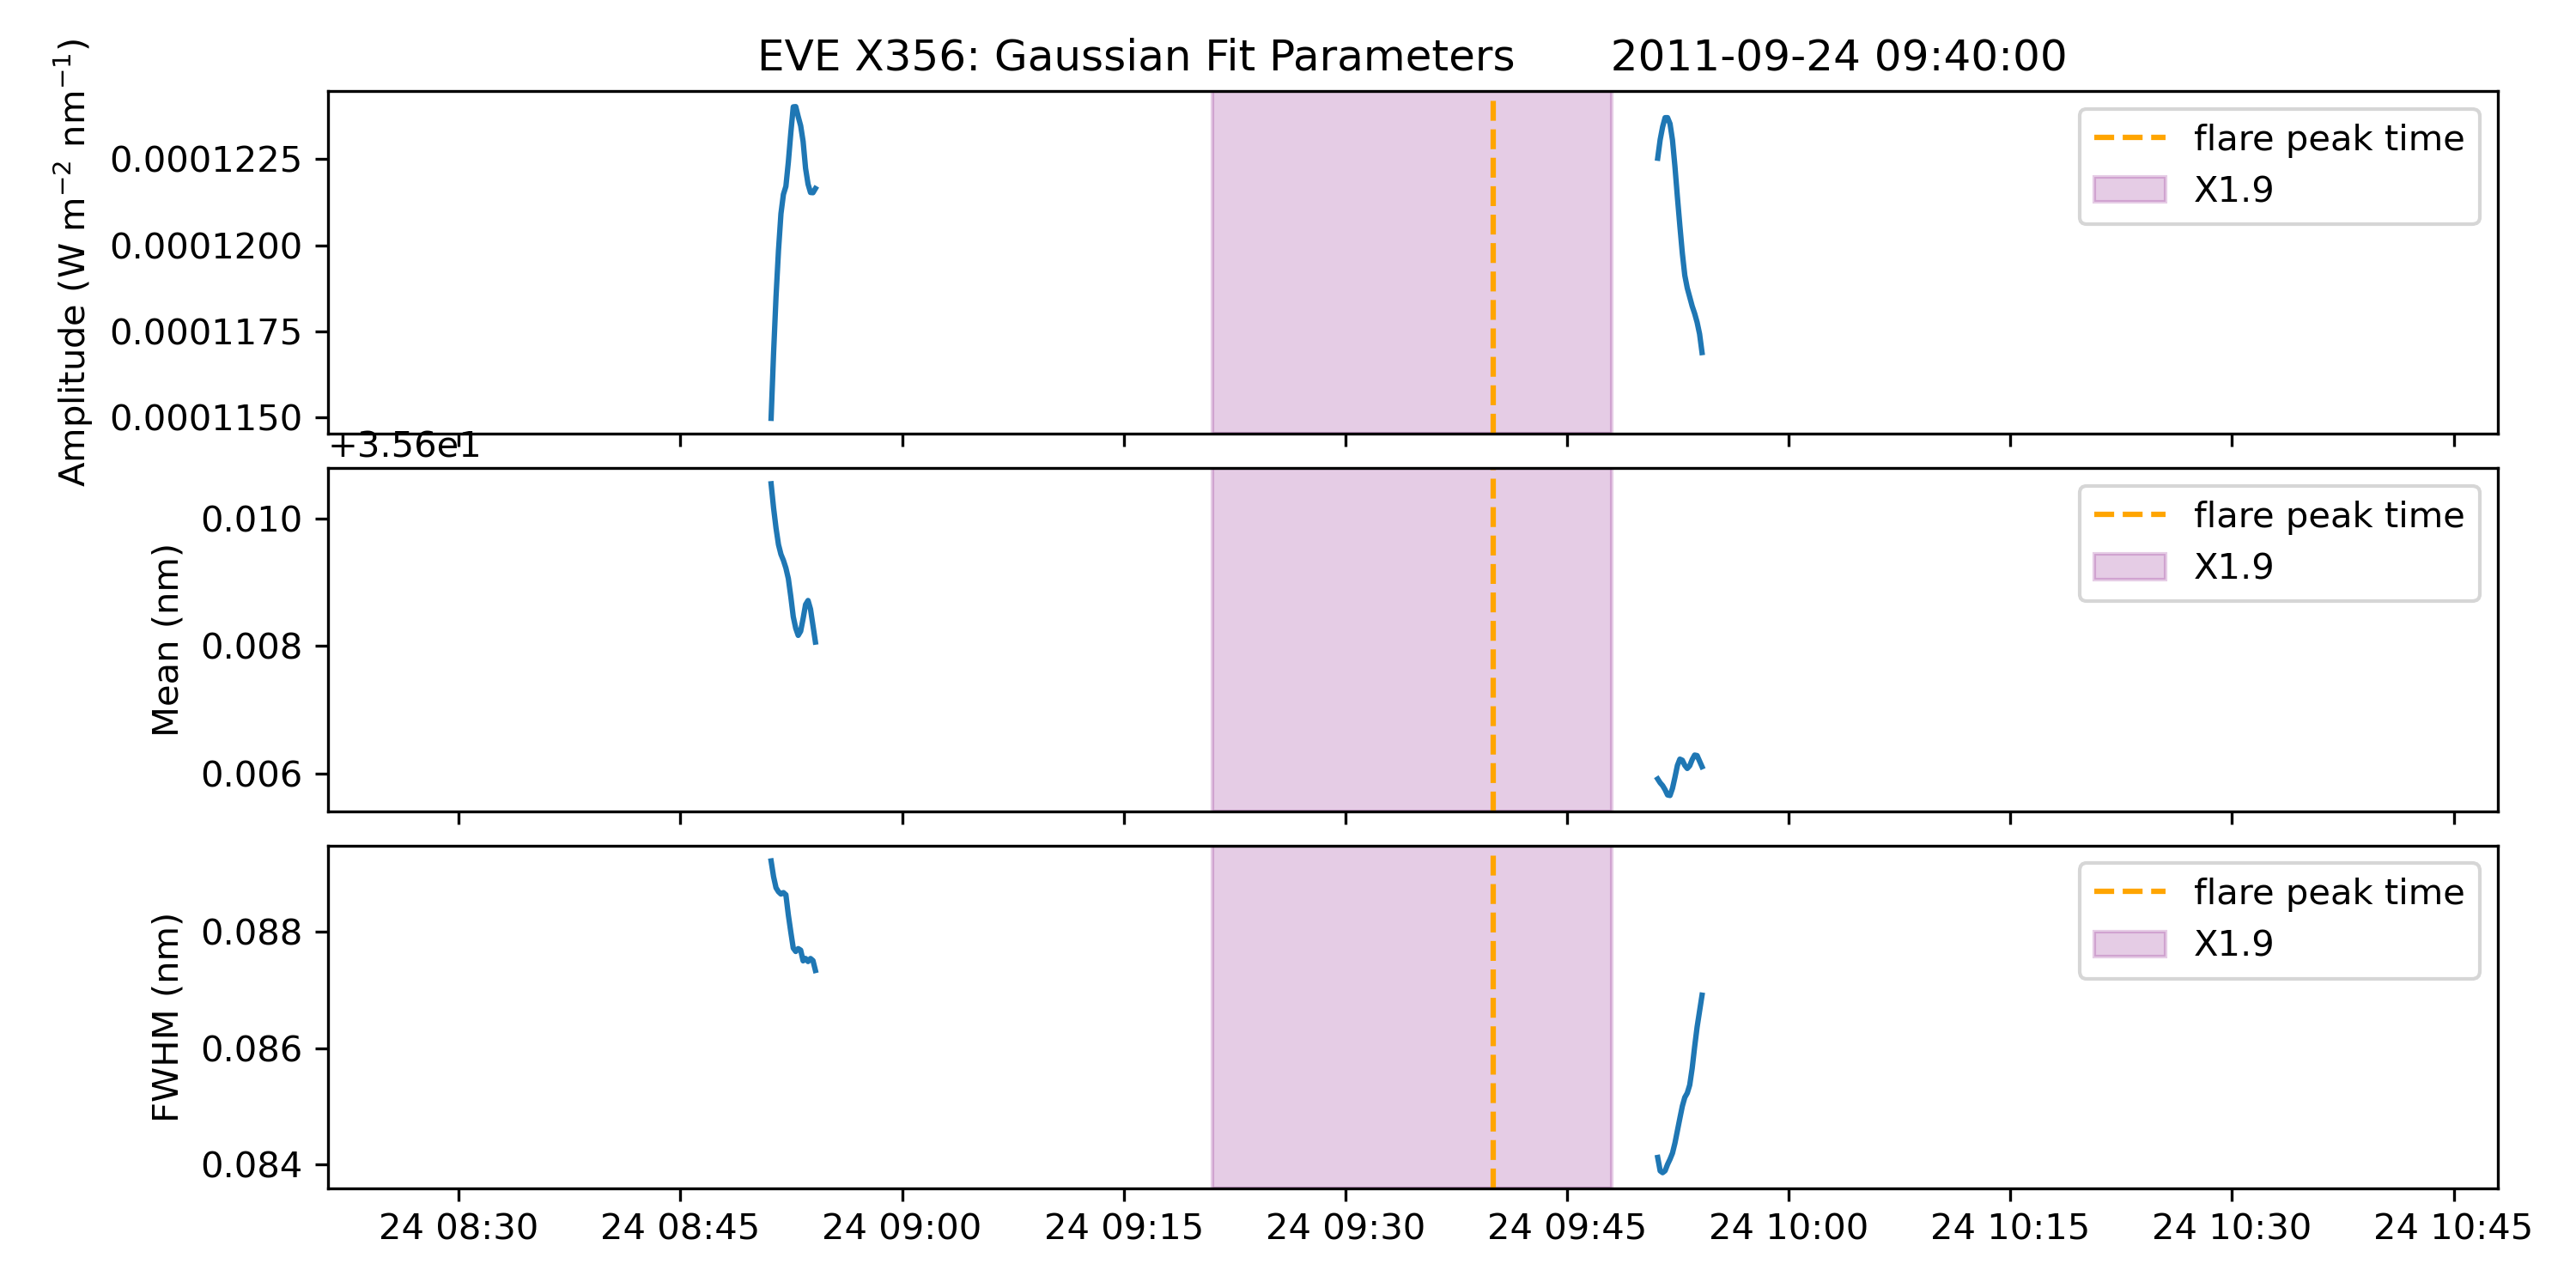 EVE X356: Gaussian Fit Parameters 2011-09-24 09:40:00
Amplitude (W m⁻² nm⁻¹)
0.0001225
0.0001200
0.0001175
0.0001150
flare peak time
X1.9
+3.56e1
Mean (nm)
0.010
0.008
0.006
flare peak time
X1.9
FWHM (nm)
0.088
0.086
0.084
flare peak time
X1.9
24 08:30 24 08:45 24 09:00 24 09:15 24 09:30 24 09:45 24 10:00 24 10:15 24 10:30 24 10:45